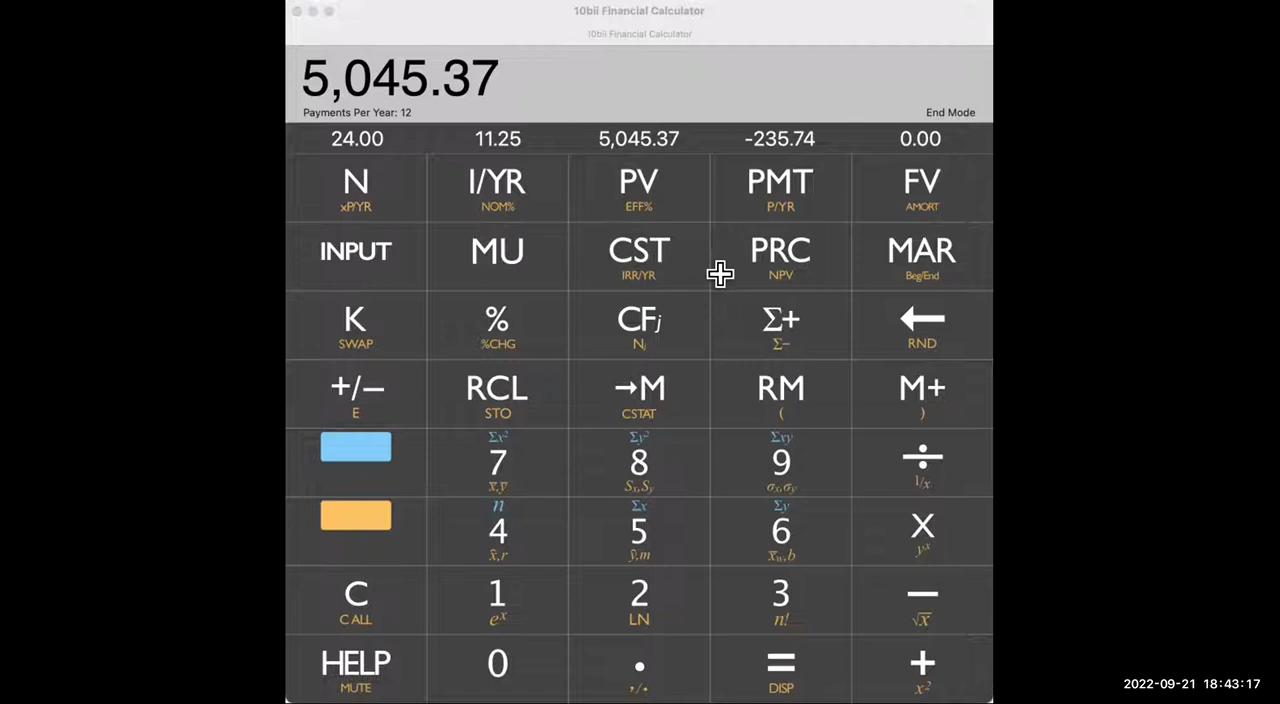 10bii Financial Calculator
10bii Financial Calculator
5,045.37
Payments Per Year: 12 End Mode
24.00 11.25 5,045.37 -235.74 0.00
N I/YR PV PMT FV
xP/YR NOM% EFF% P/YR AMORT
INPUT MU CST PRC MAR
IRR/YR NPV Beg/End
K % CFj Σ+ ←
SWAP %CHG Nj Σ− RND
+/− RCL →M RM M+
E STO CSTAT ( )
Σx² Σy² Σxy
7 8 9 ÷
x̅,y̅ Sx,Sy σx,σy 1/x
n Σx Σy
4 5 6 X
x̂,r ŷ,m x̅w,b yˣ
C 1 2 3 −
C ALL eˣ LN n! √x
HELP 0 . = +
MUTE ,/. DISP x²
2022-09-21 18:43:17